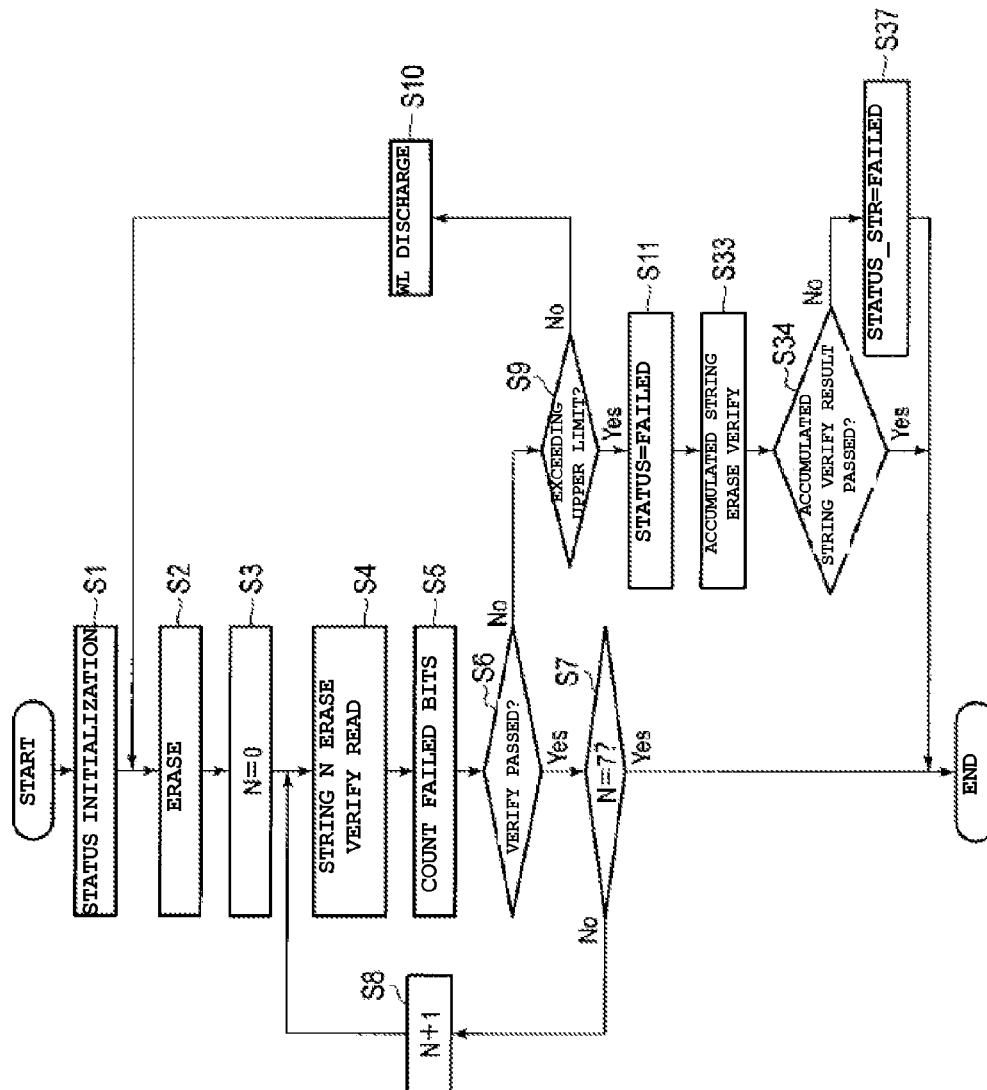 START
STATUS INITIALIZATION
S1
ERASE
S2
N=0
S3
STRING N ERASE
VERIFY READ
S4
COUNT FAILED BITS
S5
VERIFY PASSED?
S6
No
Yes
N=7?
S7
No
Yes
N+1
S8
EXCEEDING
UPPER LIMIT?
S9
No
Yes
WL DISCHARGE
S10
STATUS=FAILED
S11
ACCUMULATED STRING
ERASE VERIFY
S33
ACCUMULATED
STRING VERIFY RESULT
PASSED?
S34
No
Yes
STATUS_STR=FAILED
S37
END